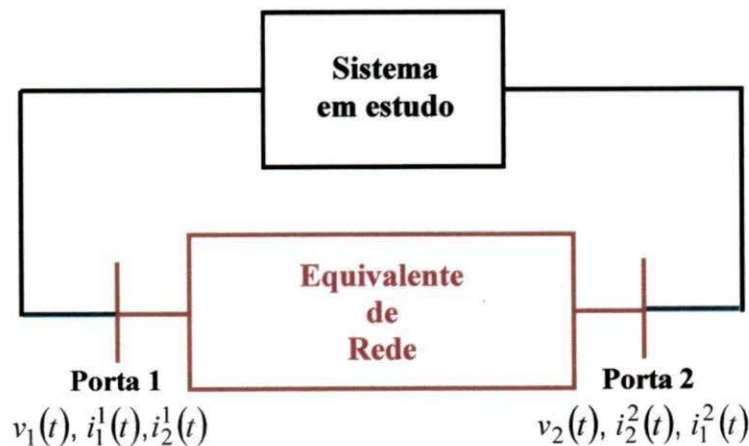 Sistema
em estudo
Equivalente
de
Rede
Porta 1
Porta 2
v₁(t), i₁¹(t), i₂¹(t)
v₂(t), i₂²(t), i₁²(t)